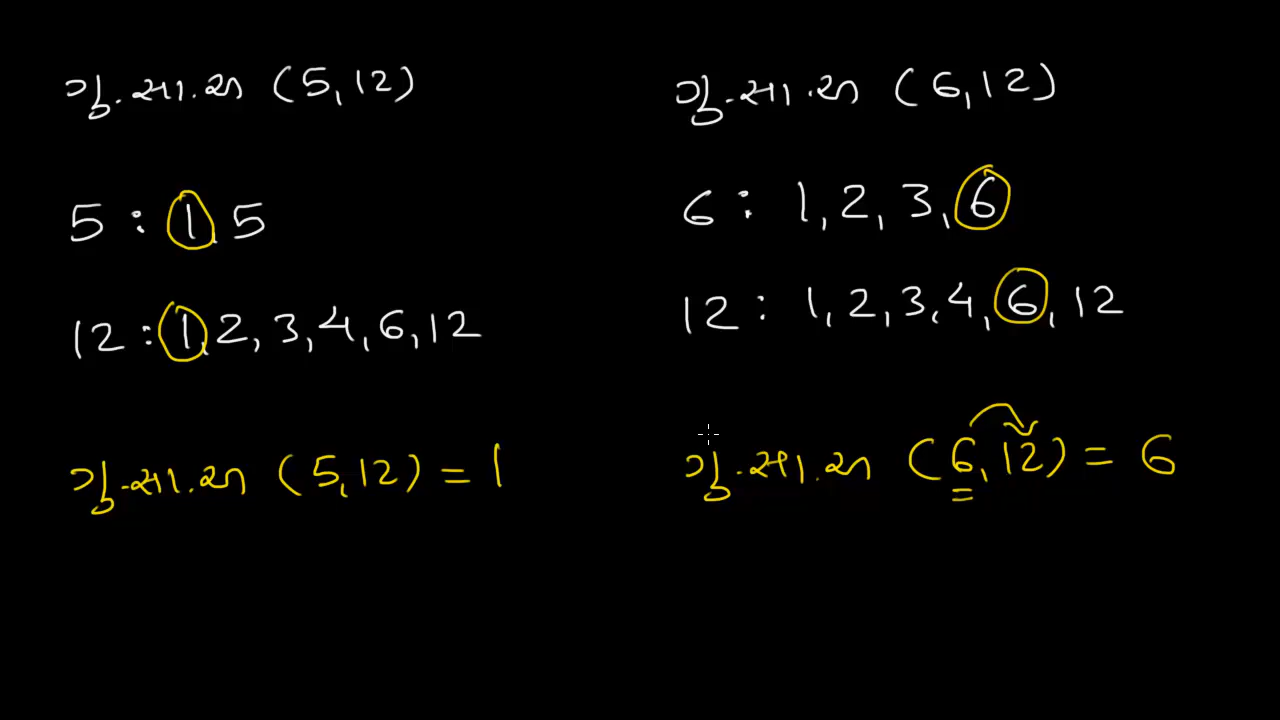 ગુ.સા.અ (5,12)
5 : 1, 5
12 : 1, 2, 3, 4, 6, 12
ગુ.સા.અ (5,12) = 1
ગુ.સા.અ (6,12)
6 : 1, 2, 3, 6
12 : 1, 2, 3, 4, 6, 12
ગુ.સા.અ (6,12) = 6